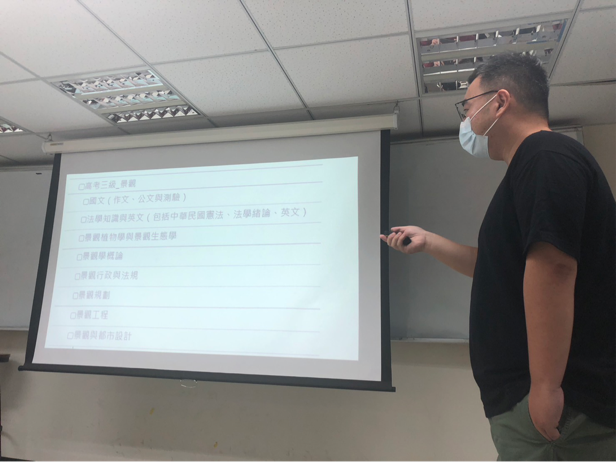 ▢高考三級_景觀
▢國文（作文、公文與測驗）
▢法學知識與英文（包括中華民國憲法、法學緒論、英文）
▢景觀植物學與景觀生態學
▢景觀學概論
▢景觀行政與法規
▢景觀規劃
▢景觀工程
▢景觀與都市設計